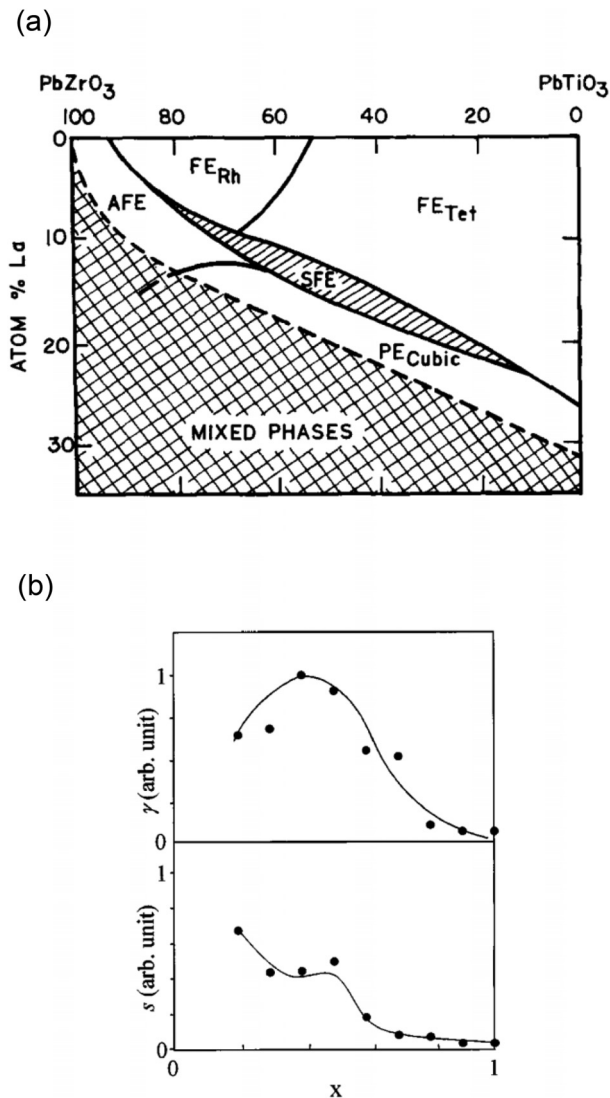 (a)
PbZrO3 PbTiO3
100 80 60 40 20 0
0
FERh
AFE
FETet
10
SFE
PECubic
20
MIXED PHASES
30
ATOM % La
(b)
1
γ (arb. unit)
0
1
s (arb. unit)
0
0 1
x